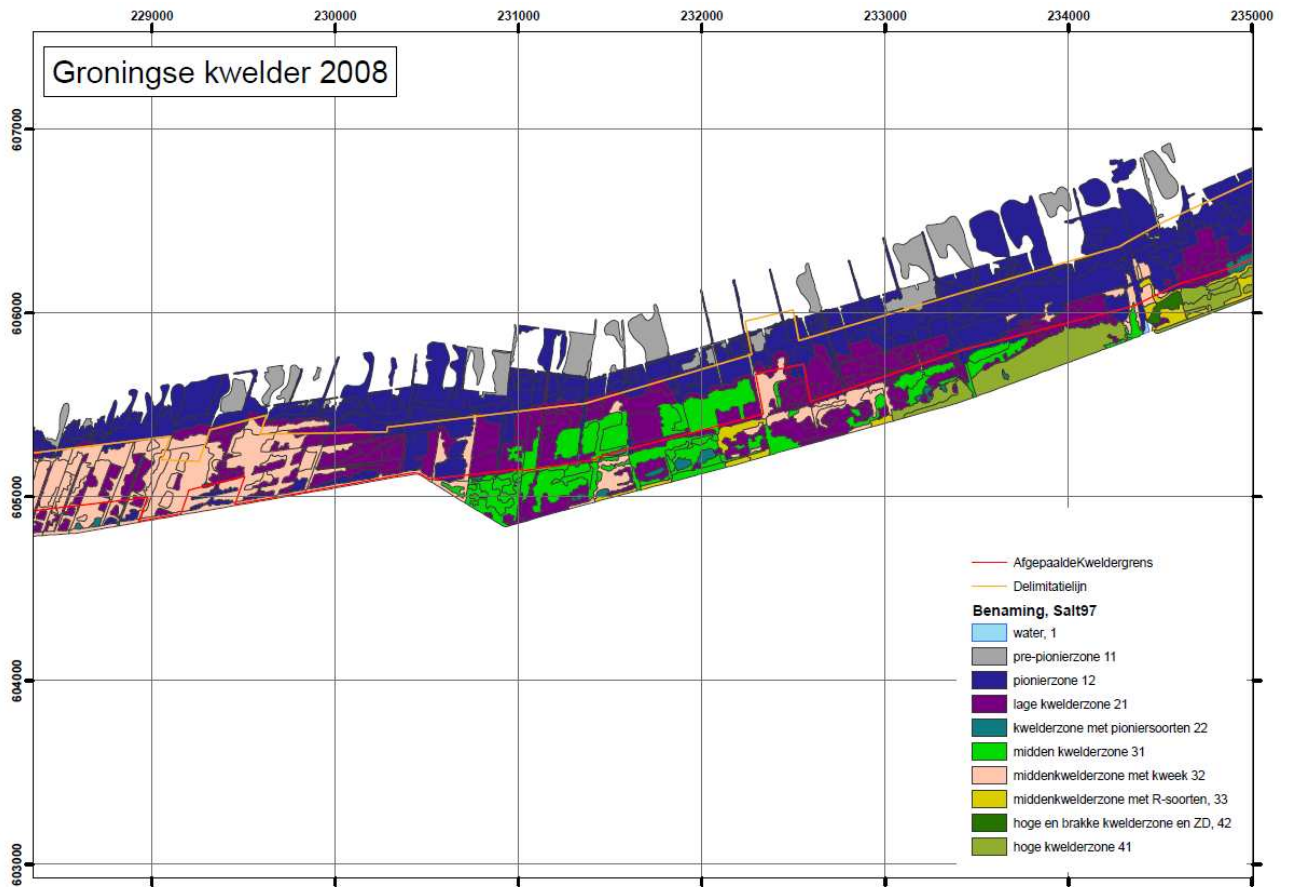 229000 230000 231000 232000 233000 234000 235000
Groningse kwelder 2008
607000
606000
605000
604000
603000
AfgepaaldeKweldergrens
Delimitatielijn
Benaming, Salt97
water, 1
pre-pionierzone 11
pionierzone 12
lage kwelderzone 21
kwelderzone met pioniersoorten 22
midden kwelderzone 31
middenkwelderzone met kweek 32
middenkwelderzone met R-soorten, 33
hoge en brakke kwelderzone en ZD, 42
hoge kwelderzone 41